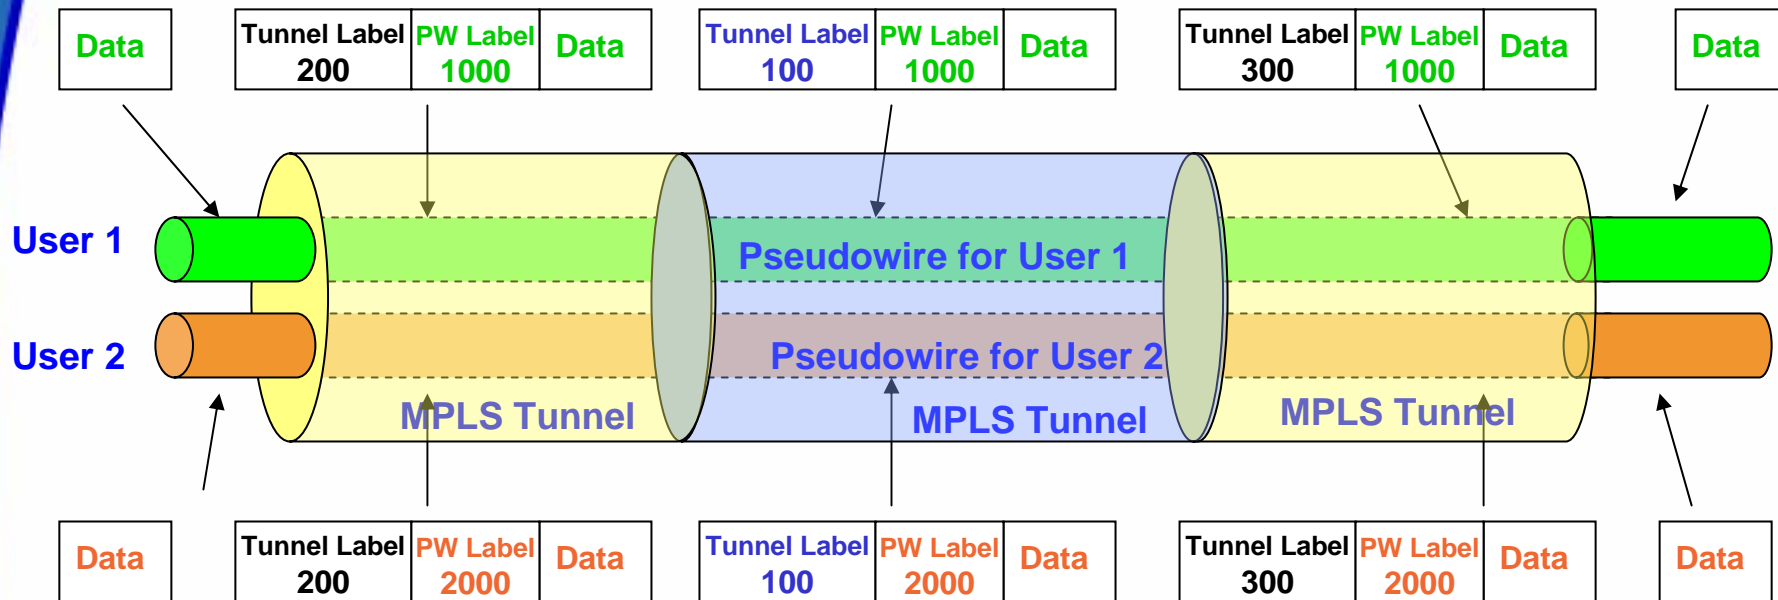 Data
Tunnel Label 200
PW Label 1000
Data
Tunnel Label 100
PW Label 1000
Data
Tunnel Label 300
PW Label 1000
Data
Data
User 1
Pseudowire for User 1
User 2
Pseudowire for User 2
MPLS Tunnel
MPLS Tunnel
MPLS Tunnel
Data
Tunnel Label 200
PW Label 2000
Data
Tunnel Label 100
PW Label 2000
Data
Tunnel Label 300
PW Label 2000
Data
Data